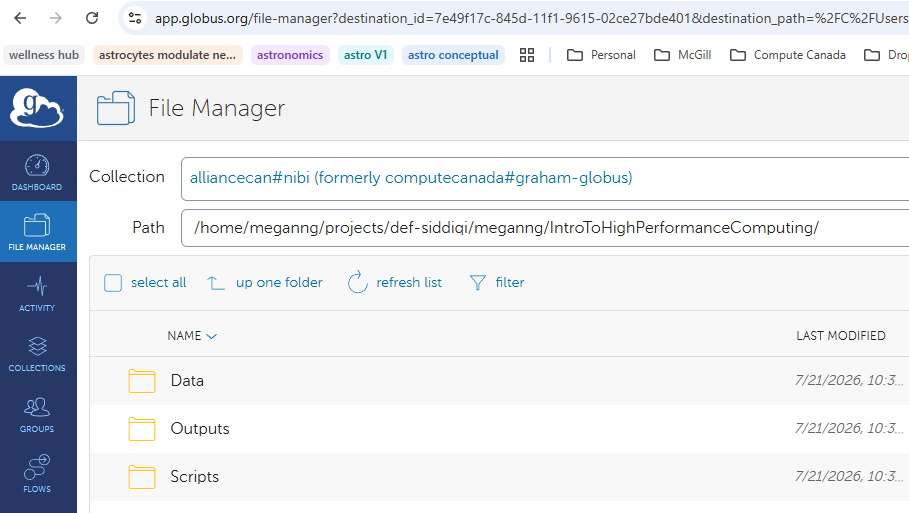 app.globus.org/file-manager?destination_id=7e49f17c-845d-11f1-9615-02ce27bde401&destination_path=%2FC%2FUsers
wellness hub
astrocytes modulate ne...
astronomics
astro V1
astro conceptual
Personal
McGill
Compute Canada
Drop
g
File Manager
DASHBOARD
FILE MANAGER
ACTIVITY
COLLECTIONS
GROUPS
FLOWS
Collection
alliancecan#nibi (formerly computecanada#graham-globus)
Path
/home/meganng/projects/def-siddiqi/meganng/IntroToHighPerformanceComputing/
select all
up one folder
refresh list
filter
NAME
LAST MODIFIED
Data
7/21/2026, 10:3...
Outputs
7/21/2026, 10:3...
Scripts
7/21/2026, 10:3...